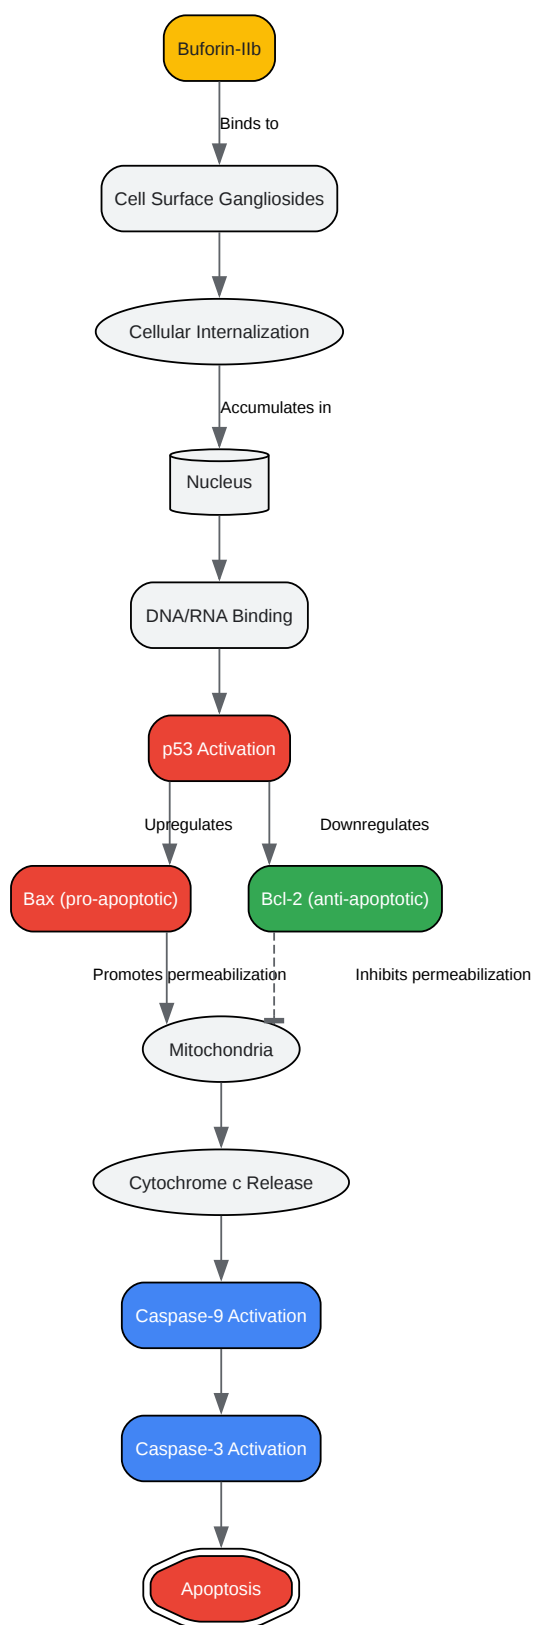 Buforin-IIb
Binds to
Cell Surface Gangliosides
Cellular Internalization
Accumulates in
Nucleus
DNA/RNA Binding
p53 Activation
Upregulates
Downregulates
Bax (pro-apoptotic)
Bcl-2 (anti-apoptotic)
Promotes permeabilization
Inhibits permeabilization
Mitochondria
Cytochrome c Release
Caspase-9 Activation
Caspase-3 Activation
Apoptosis